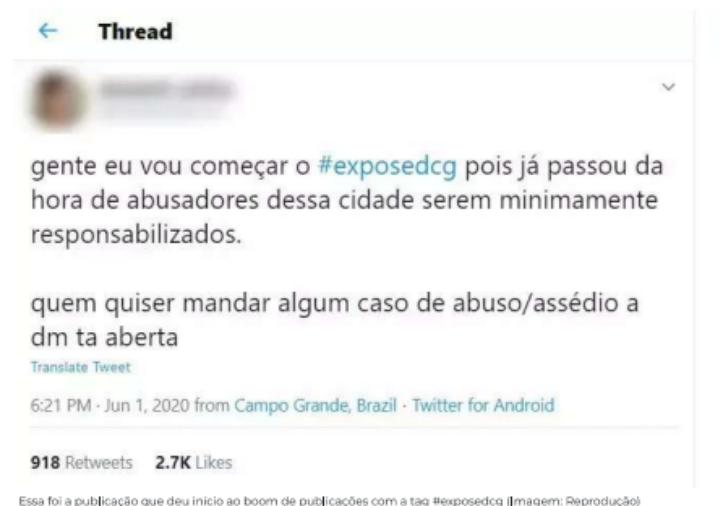 Thread
gente eu vou começar o #exposedcg pois já passou da
hora de abusadores dessa cidade serem minimamente
responsabilizados.
quem quiser mandar algum caso de abuso/assédio a
dm ta aberta
Translate Tweet
6:21 PM · Jun 1, 2020 from Campo Grande, Brazil · Twitter for Android
918 Retweets 2.7K Likes
Essa foi a publicação que deu início ao boom de publicações com a tag #exposedcg (Imagem: Reprodução)